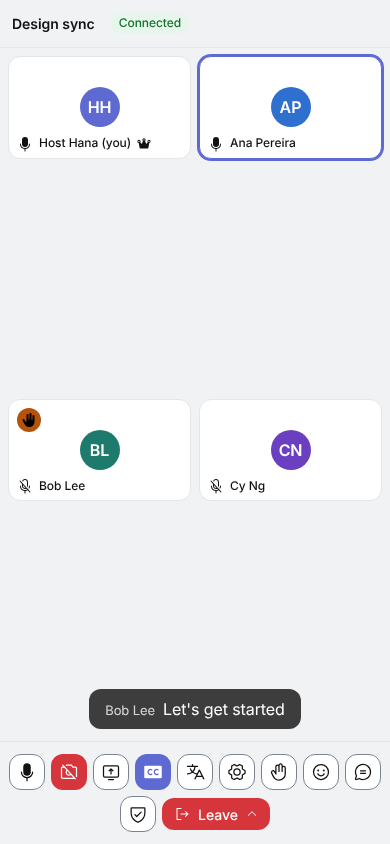 Design sync Connected
HH
Host Hana (you)
AP
Ana Pereira
BL
Bob Lee
CN
Cy Ng
Bob Lee Let's get started
CC
Leave